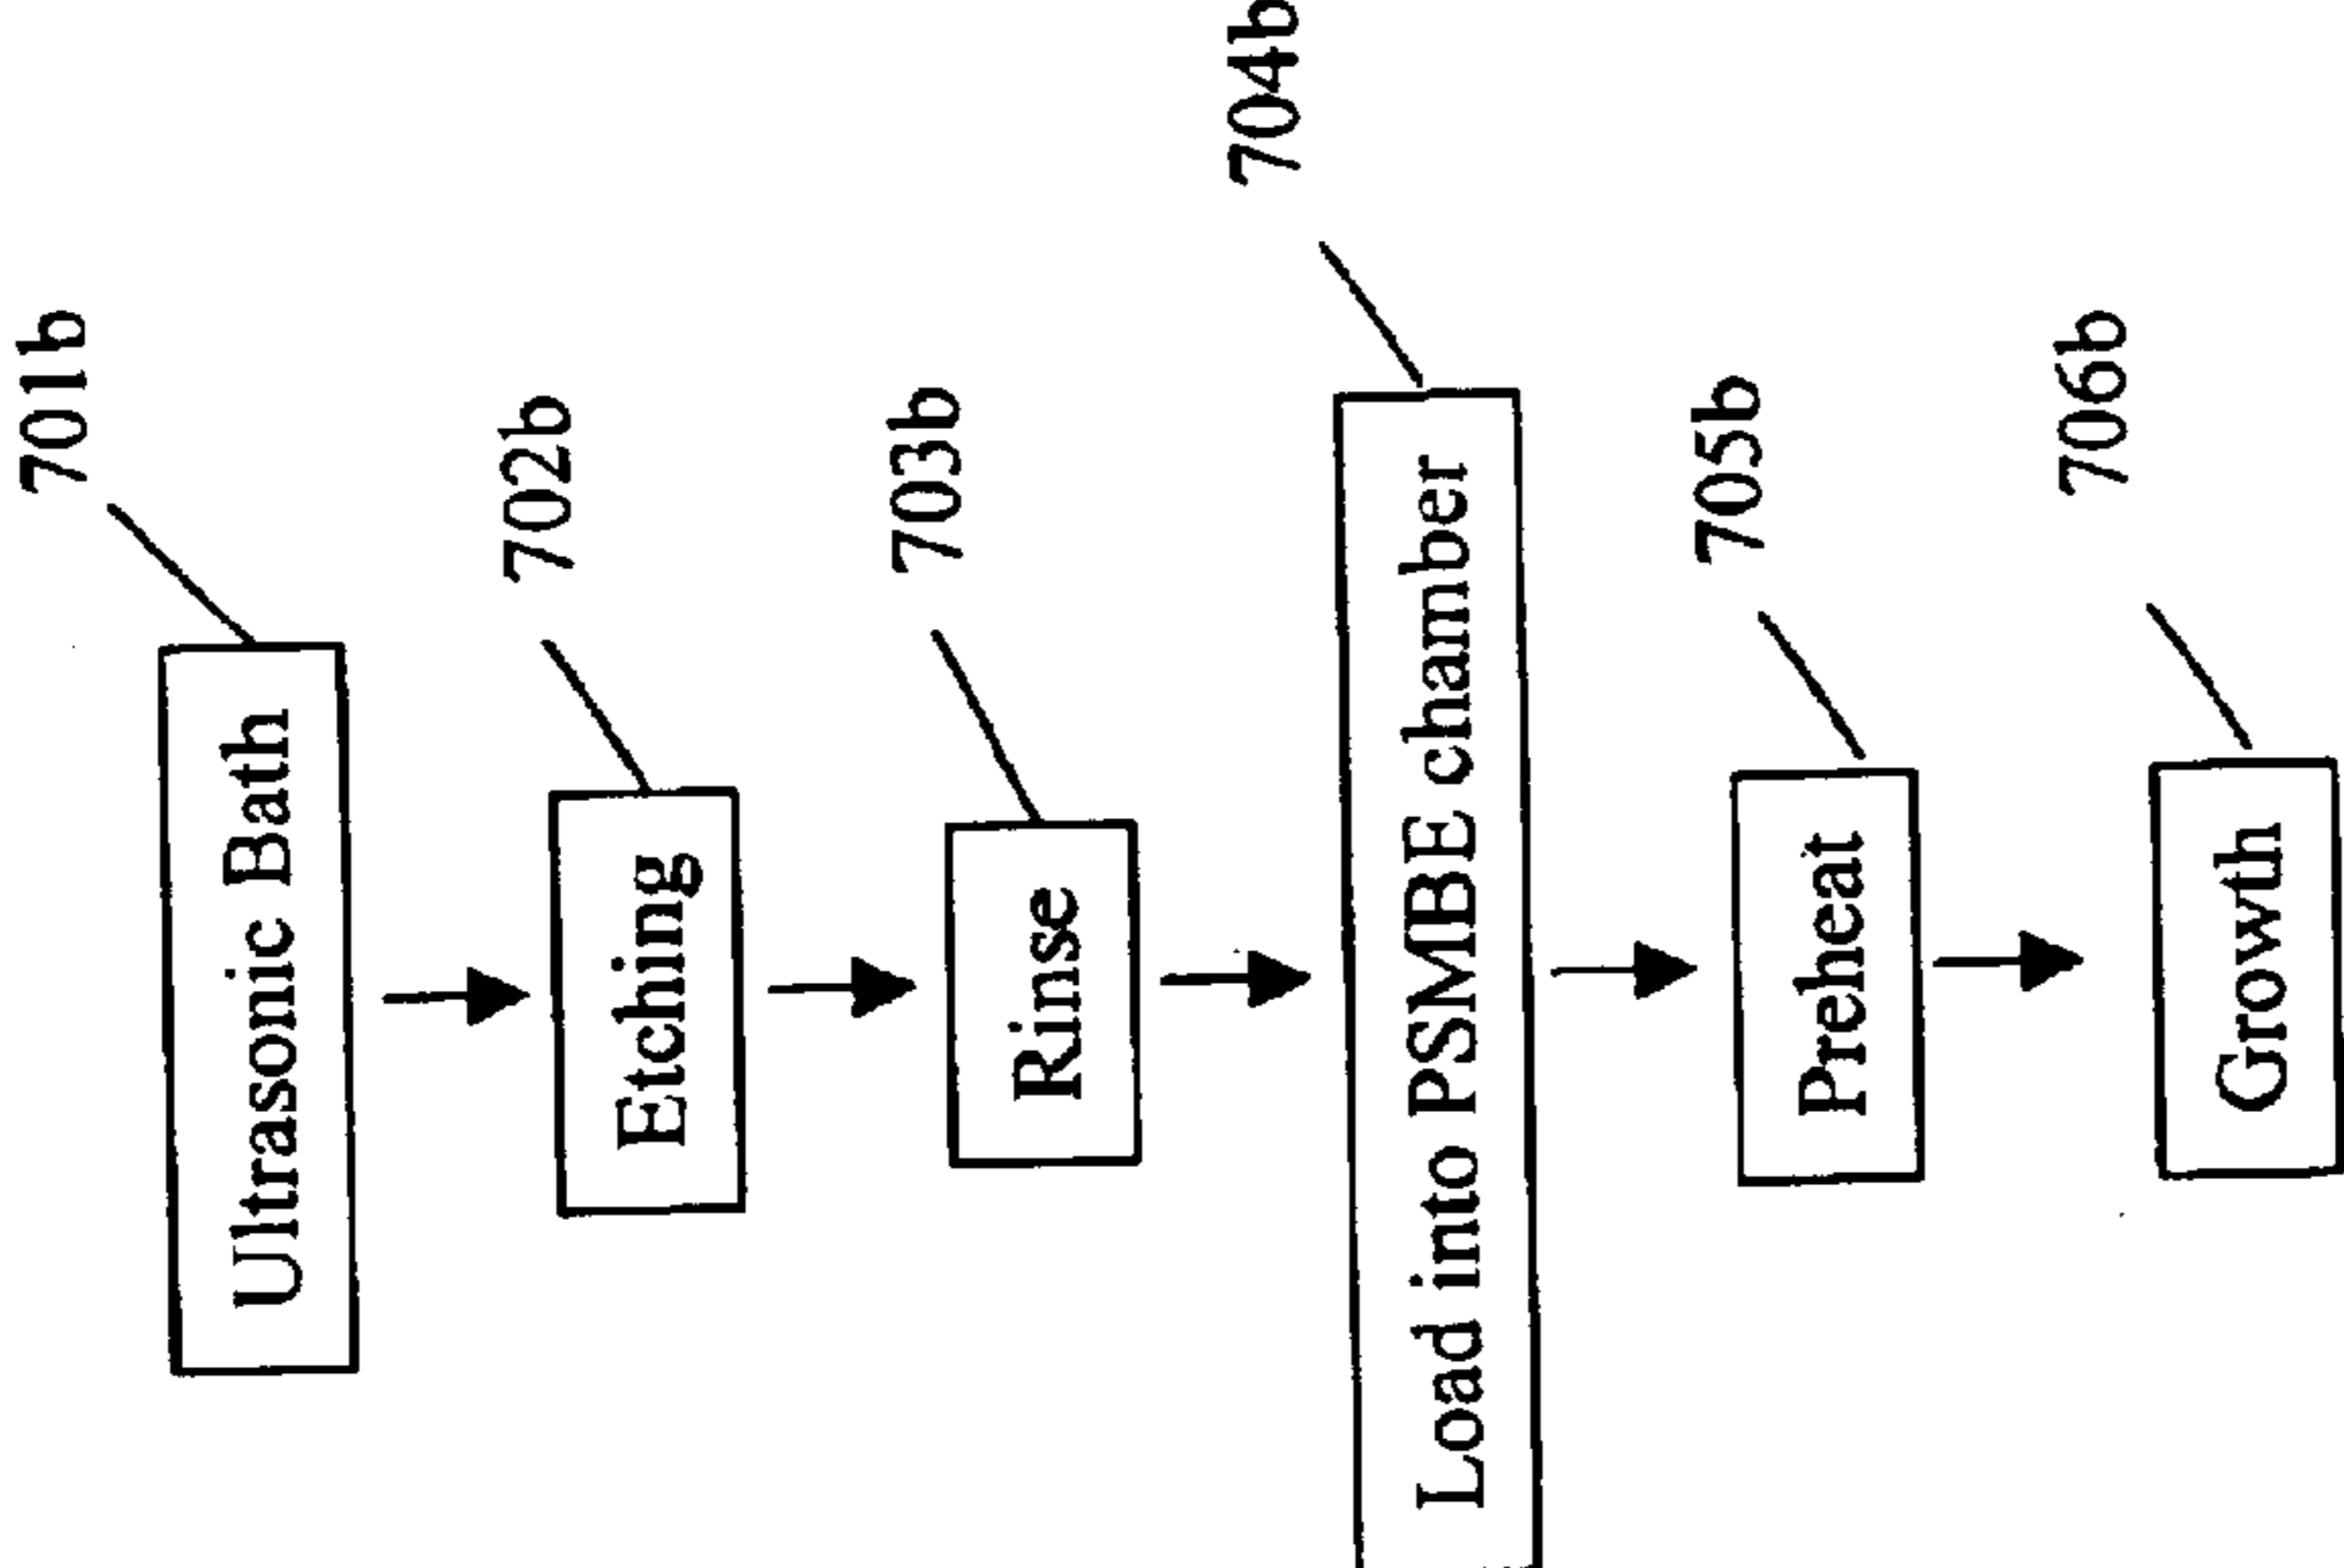 701b
Ultrasonic Bath
702b
Etching
703b
Rinse
704b
Load into PSMBE chamber
705b
Preheat
706b
Growth